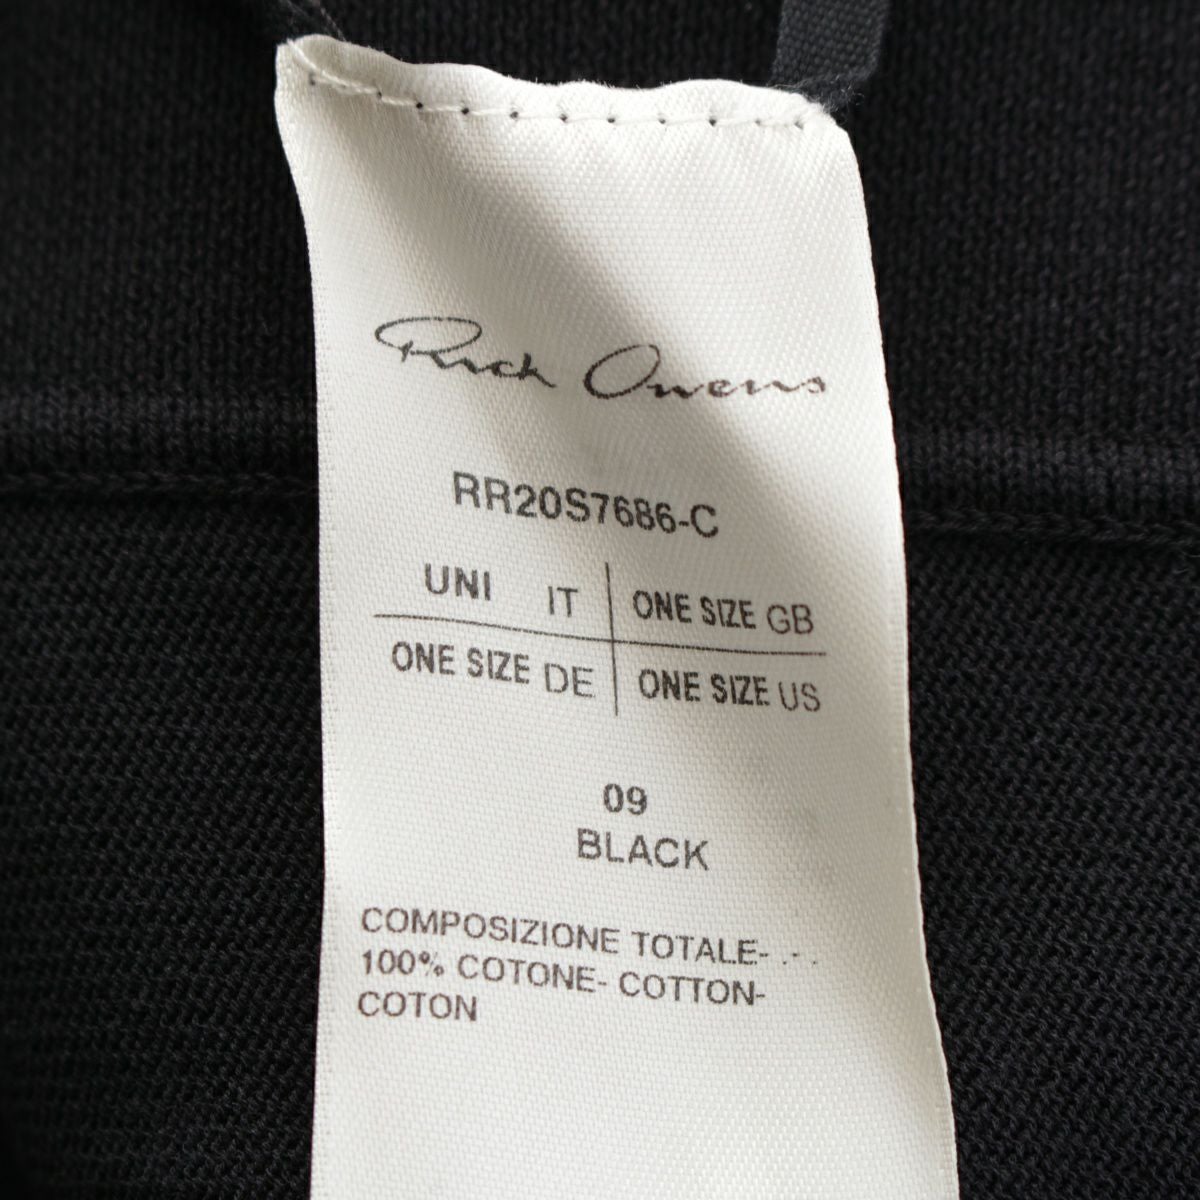 Rick Owens
RR20S7686-C
UNI IT ONE SIZE GB
ONE SIZE DE ONE SIZE US
09
BLACK
COMPOSIZIONE TOTALE- .- .
100% COTONE- COTTON-
COTON